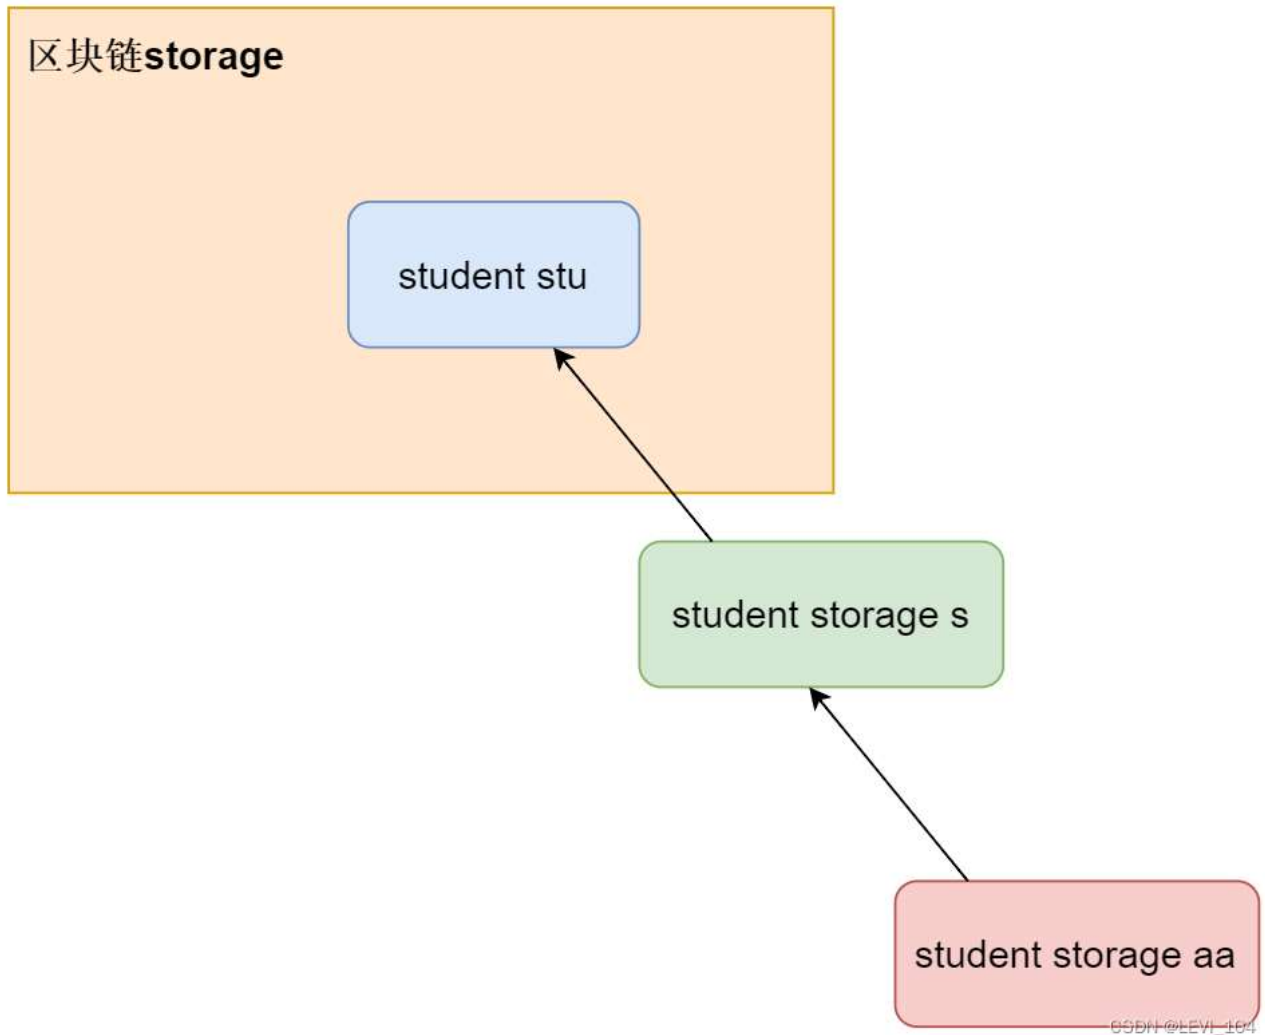 区块链storage
student stu
student storage s
student storage aa
CSDN @LEVI_104